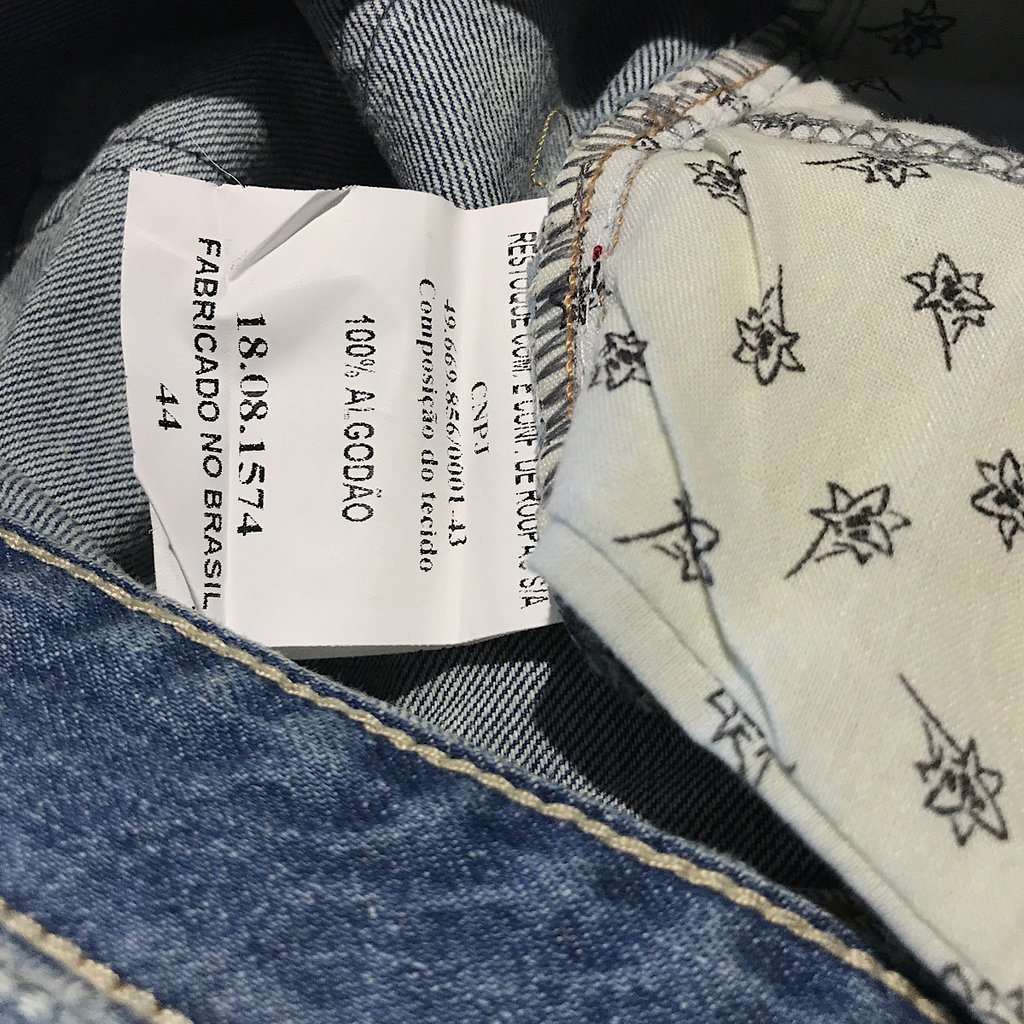 RESTOQUE COM. E CONF. DE ROUPAS S/A
CNPJ
49.669.856/0001-43
Composição do tecido
100% ALGODÃO
18.08.1574
FABRICADO NO BRASIL
44